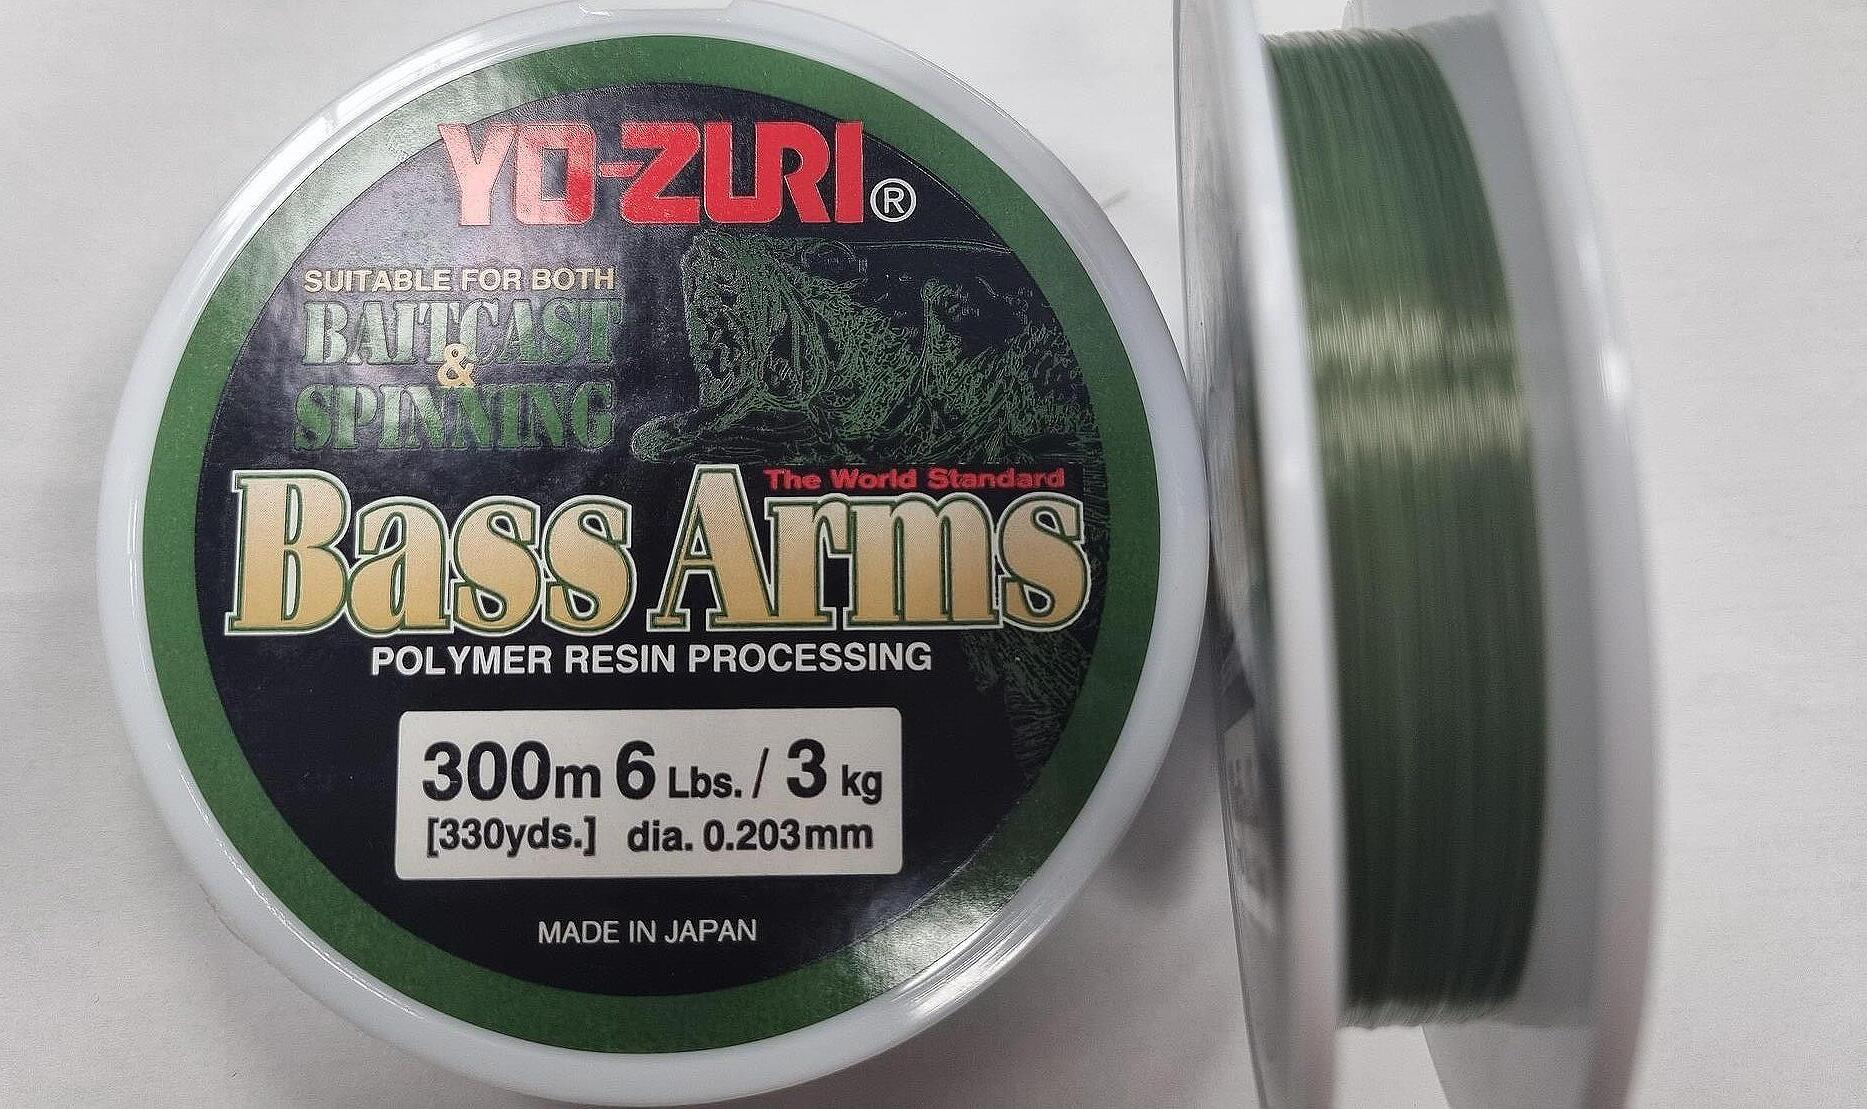 YO-ZURI®
SUITABLE FOR BOTH
BAITCAST
&
SPINNING
The World Standard
Bass Arms
POLYMER RESIN PROCESSING
300m 6 Lbs. / 3 kg
[330yds.] dia. 0.203mm
MADE IN JAPAN